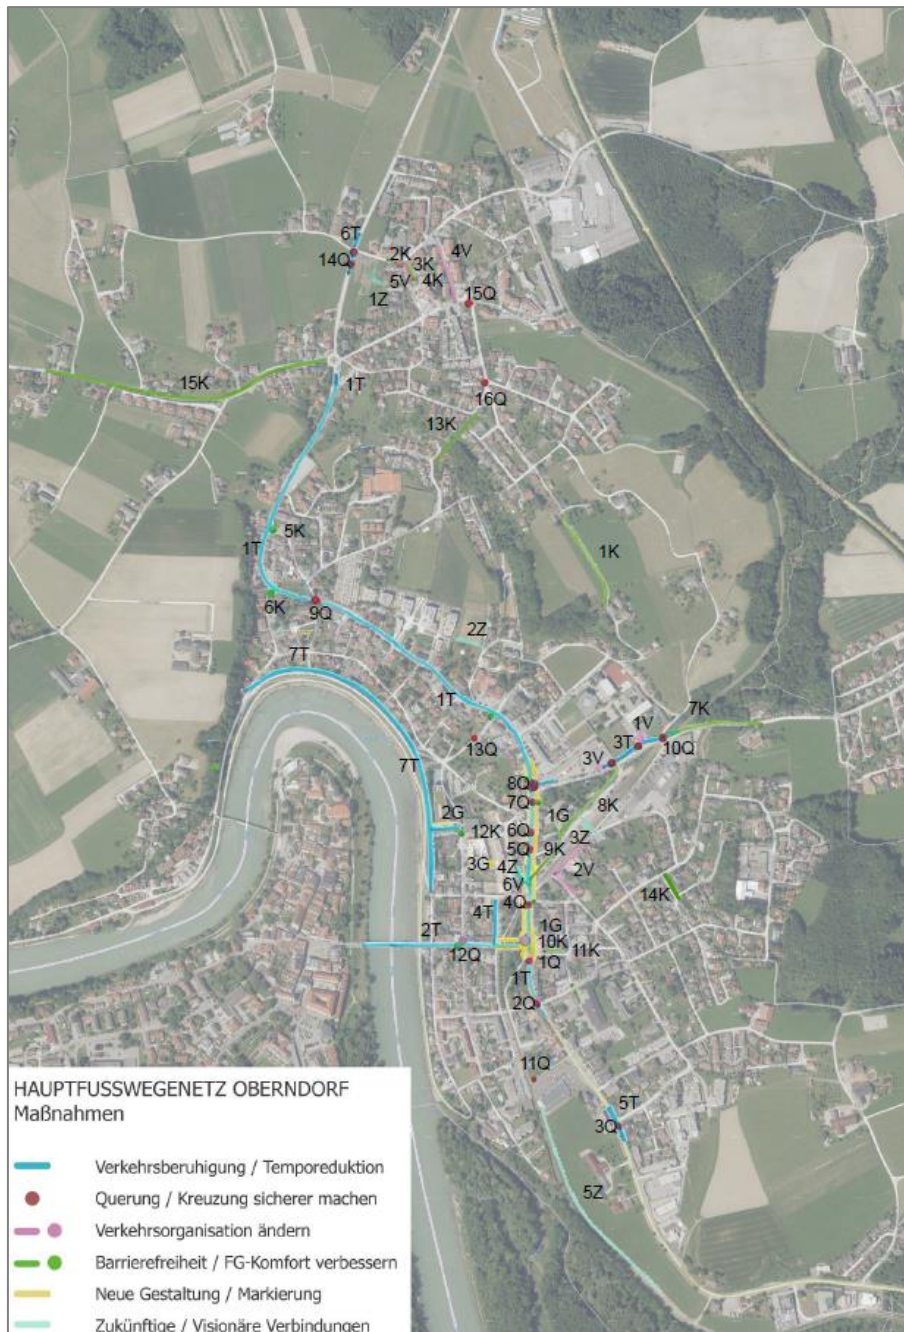 6T
14Q
2K
3K
4V
5V
4K
1Z
15Q
15K
1T
16Q
13K
5K
1T
1K
6K
9Q
2Z
7T
1T
7K
1V
3T
10Q
13Q
3V
7T
8Q
7Q
1G
8K
2G
12K
6Q
3Z
5Q
9K
3G
4Z
2V
6V
14K
4Q
4T
2T
1G
10K
11K
12Q
1Q
1T
2Q
11Q
5T
3Q
5Z
HAUPTFUSSWEGENETZ OBERNDORF
Maßnahmen
Verkehrsberuhigung / Temporeduktion
Querung / Kreuzung sicherer machen
Verkehrsorganisation ändern
Barrierefreiheit / FG-Komfort verbessern
Neue Gestaltung / Markierung
Zukünftige / Visionäre Verbindungen